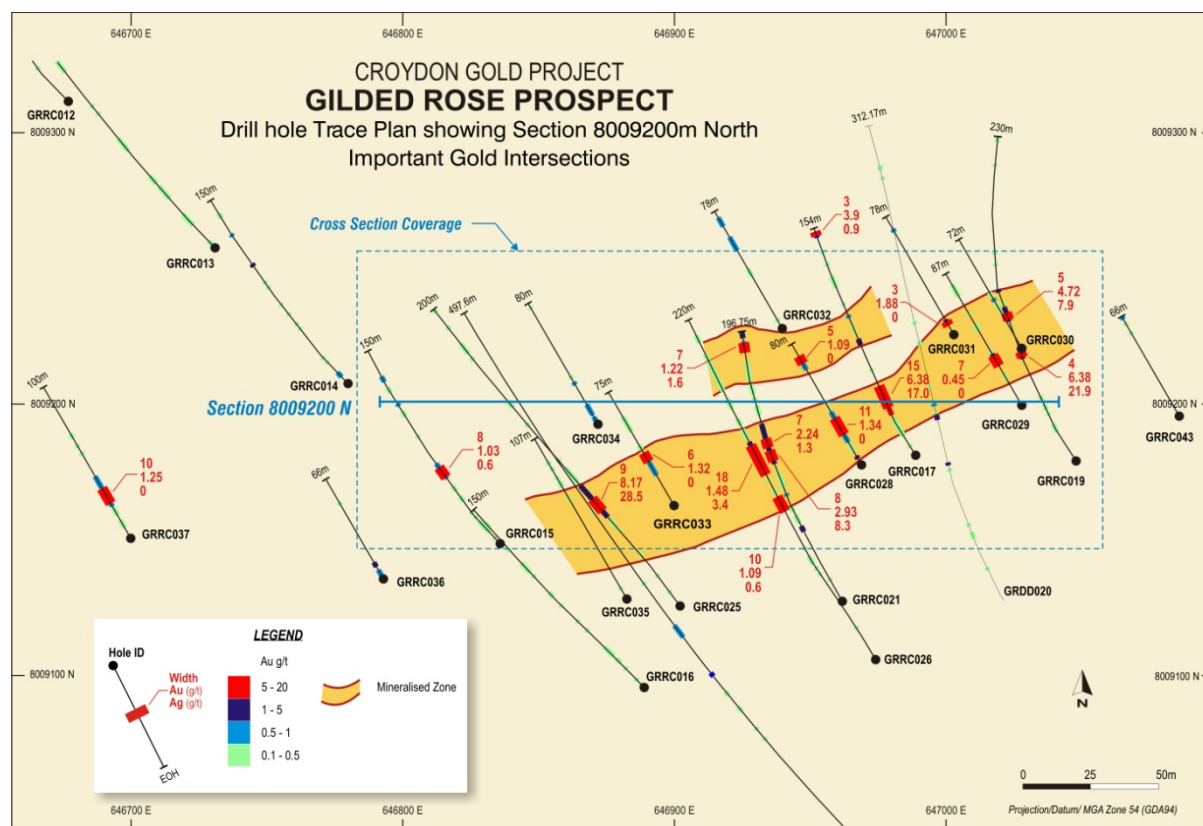 646700 E
646800 E
646900 E
647000 E
CROYDON GOLD PROJECT
GILDED ROSE PROSPECT
Drill hole Trace Plan showing Section 8009200m North
Important Gold Intersections
GRRC012
8009300 N
8009300 N
312.17m
230m
150m
Cross Section Coverage
78m
154m
3
3.9
0.9
78m
72m
GRRC013
200m
497.6m
80m
87m
5
4.72
7.9
3
1.88
0
220m
196.75m
GRRC032
5
1.09
0
66m
150m
80m
GRRC031
GRRC030
7
1.22
1.6
15
6.38
17.0
7
0.45
0
4
6.38
21.9
GRRC014
100m
75m
Section 8009200 N
8009200 N
GRRC029
GRRC043
11
1.34
0
GRRC034
107m
7
2.24
1.3
8
1.03
0.6
6
1.32
0
9
8.17
28.5
18
1.48
3.4
GRRC017
GRRC028
GRRC019
66m
10
1.25
0
8
2.93
8.3
150m
GRRC033
GRRC037
GRRC015
10
1.09
0.6
GRRC036
GRRC035
GRRC025
GRRC021
GRDD020
GRRC026
GRRC016
8009100 N
8009100 N
LEGEND
Hole ID
Au g/t
Width
Au (g/t)
Ag (g/t)
EOH
5 - 20
1 - 5
0.5 - 1
0.1 - 0.5
Mineralised Zone
N
0
25
50m
Projection/Datum/ MGA Zone 54 (GDA94)
646700 E
646800 E
646900 E
647000 E